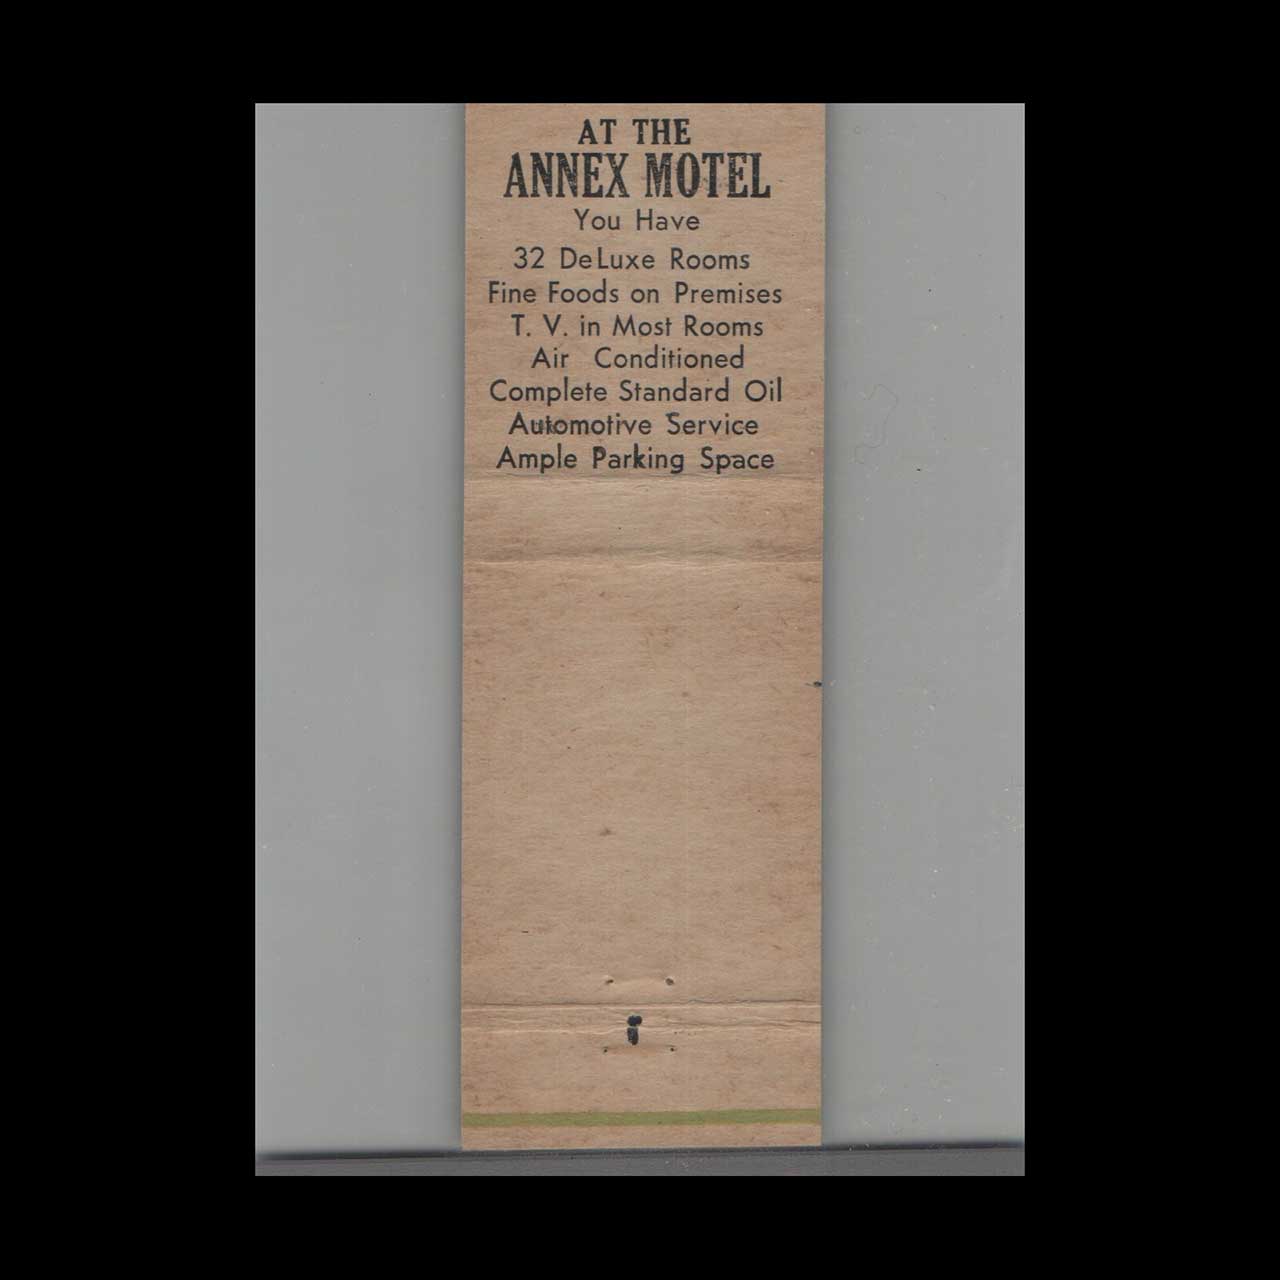 AT THE
ANNEX MOTEL
You Have
32 DeLuxe Rooms
Fine Foods on Premises
T. V. in Most Rooms
Air Conditioned
Complete Standard Oil
Automotive Service
Ample Parking Space